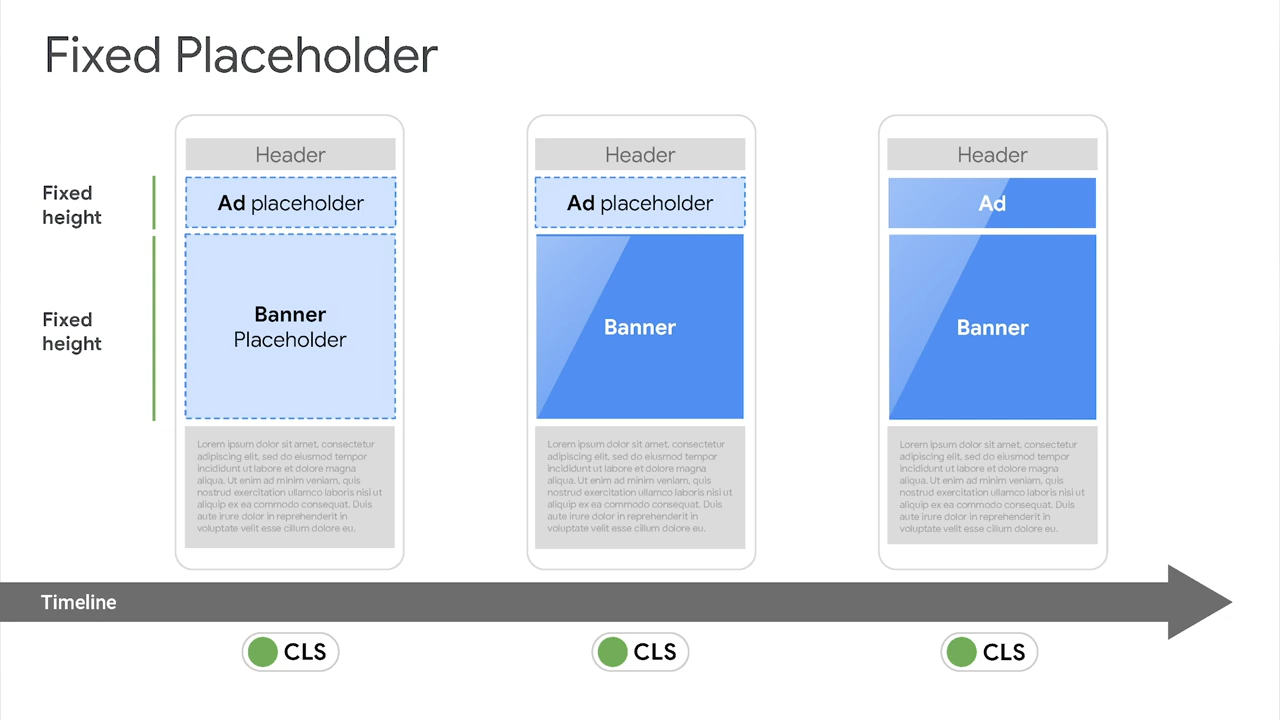 Fixed Placeholder
Fixed
height
Fixed
height
Header
Ad placeholder
Banner
Placeholder
Lorem ipsum dolor sit amet, consectetur
adipiscing elit, sed do eiusmod tempor
incididunt ut labore et dolore magna
aliqua. Ut enim ad minim veniam, quis
nostrud exercitation ullamco laboris nisi ut
aliquip ex ea commodo consequat. Duis
aute irure dolor in reprehenderit in
voluptate velit esse cillum dolore eu.
Header
Ad placeholder
Banner
Lorem ipsum dolor sit amet, consectetur
adipiscing elit, sed do eiusmod tempor
incididunt ut labore et dolore magna
aliqua. Ut enim ad minim veniam, quis
nostrud exercitation ullamco laboris nisi ut
aliquip ex ea commodo consequat. Duis
aute irure dolor in reprehenderit in
voluptate velit esse cillum dolore eu.
Header
Ad
Banner
Lorem ipsum dolor sit amet, consectetur
adipiscing elit, sed do eiusmod tempor
incididunt ut labore et dolore magna
aliqua. Ut enim ad minim veniam, quis
nostrud exercitation ullamco laboris nisi ut
aliquip ex ea commodo consequat. Duis
aute irure dolor in reprehenderit in
voluptate velit esse cillum dolore eu.
Timeline
CLS
CLS
CLS